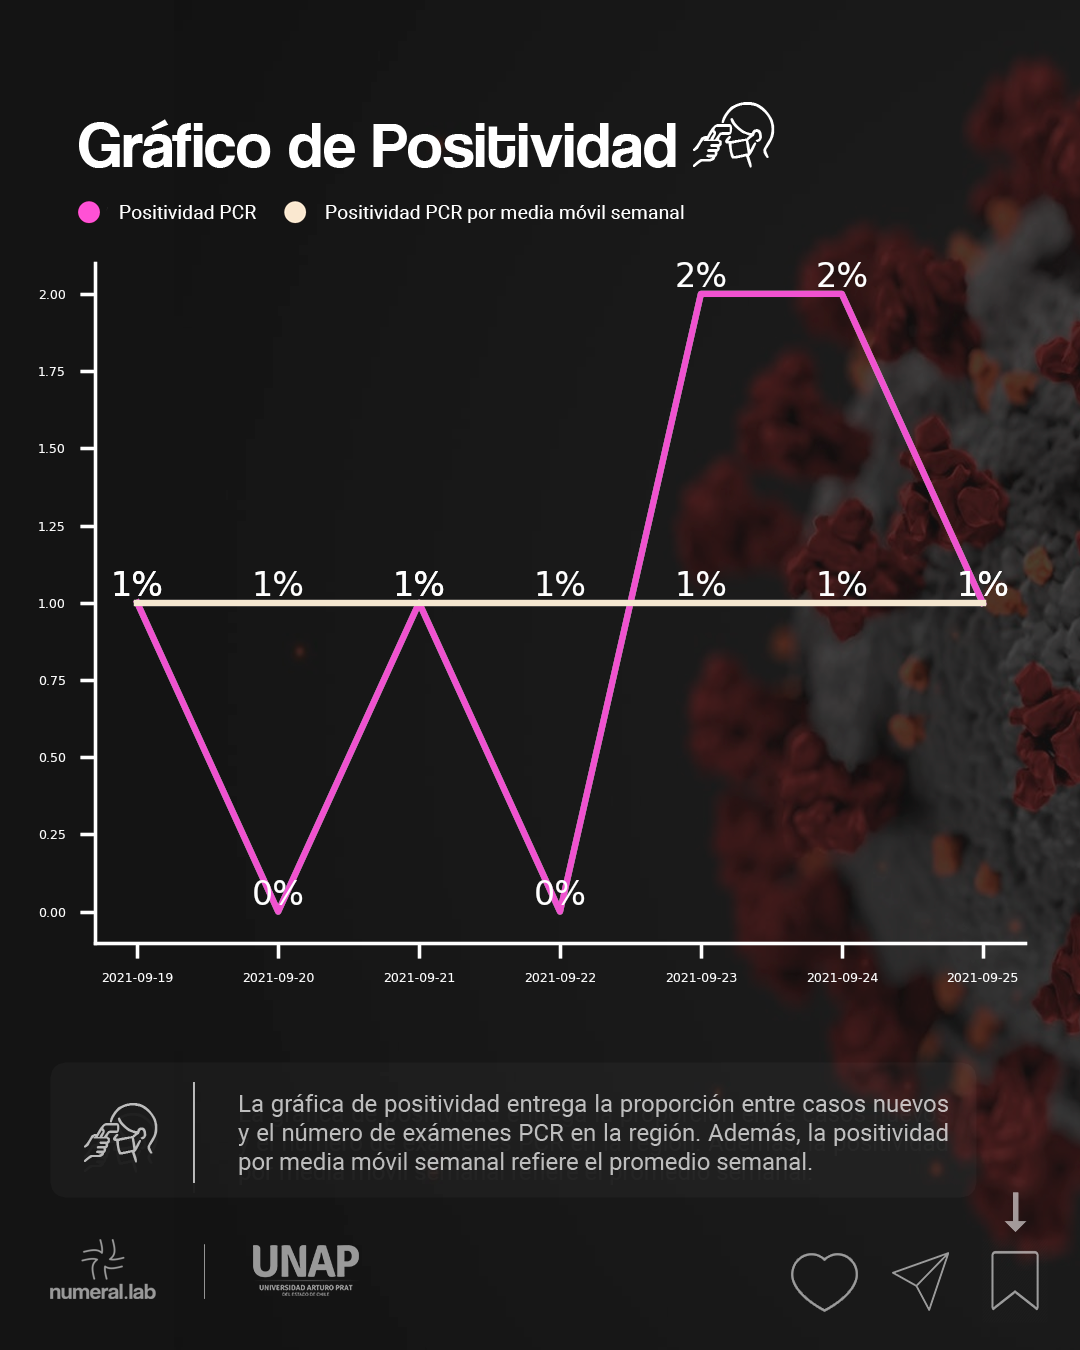 Gráfico de Positividad
Positividad PCR
Positividad PCR por media móvil semanal
2% 2%
2.00
1.75
1.50
1.25
1% 1% 1% 1% 1% 1% 1%
1.00
0.75
0.50
0.25
0% 0%
0.00
2021-09-19 2021-09-20 2021-09-21 2021-09-22 2021-09-23 2021-09-24 2021-09-25
La gráfica de positividad entrega la proporción entre casos nuevos
y el número de exámenes PCR en la región. Además, la positividad
por media móvil semanal refiere el promedio semanal.
numeral.lab
UNAP
UNIVERSIDAD ARTURO PRAT
DEL ESTADO DE CHILE